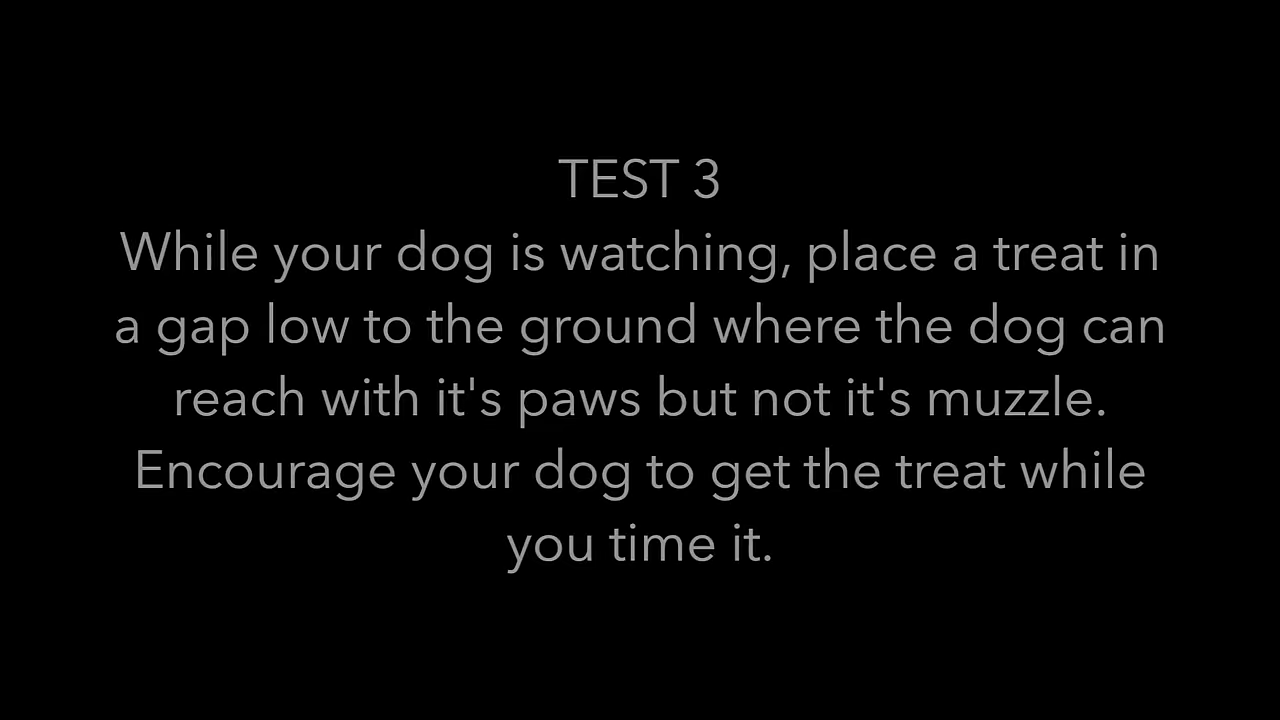 TEST 3
While your dog is watching, place a treat in
a gap low to the ground where the dog can
reach with it's paws but not it's muzzle.
Encourage your dog to get the treat while
you time it.